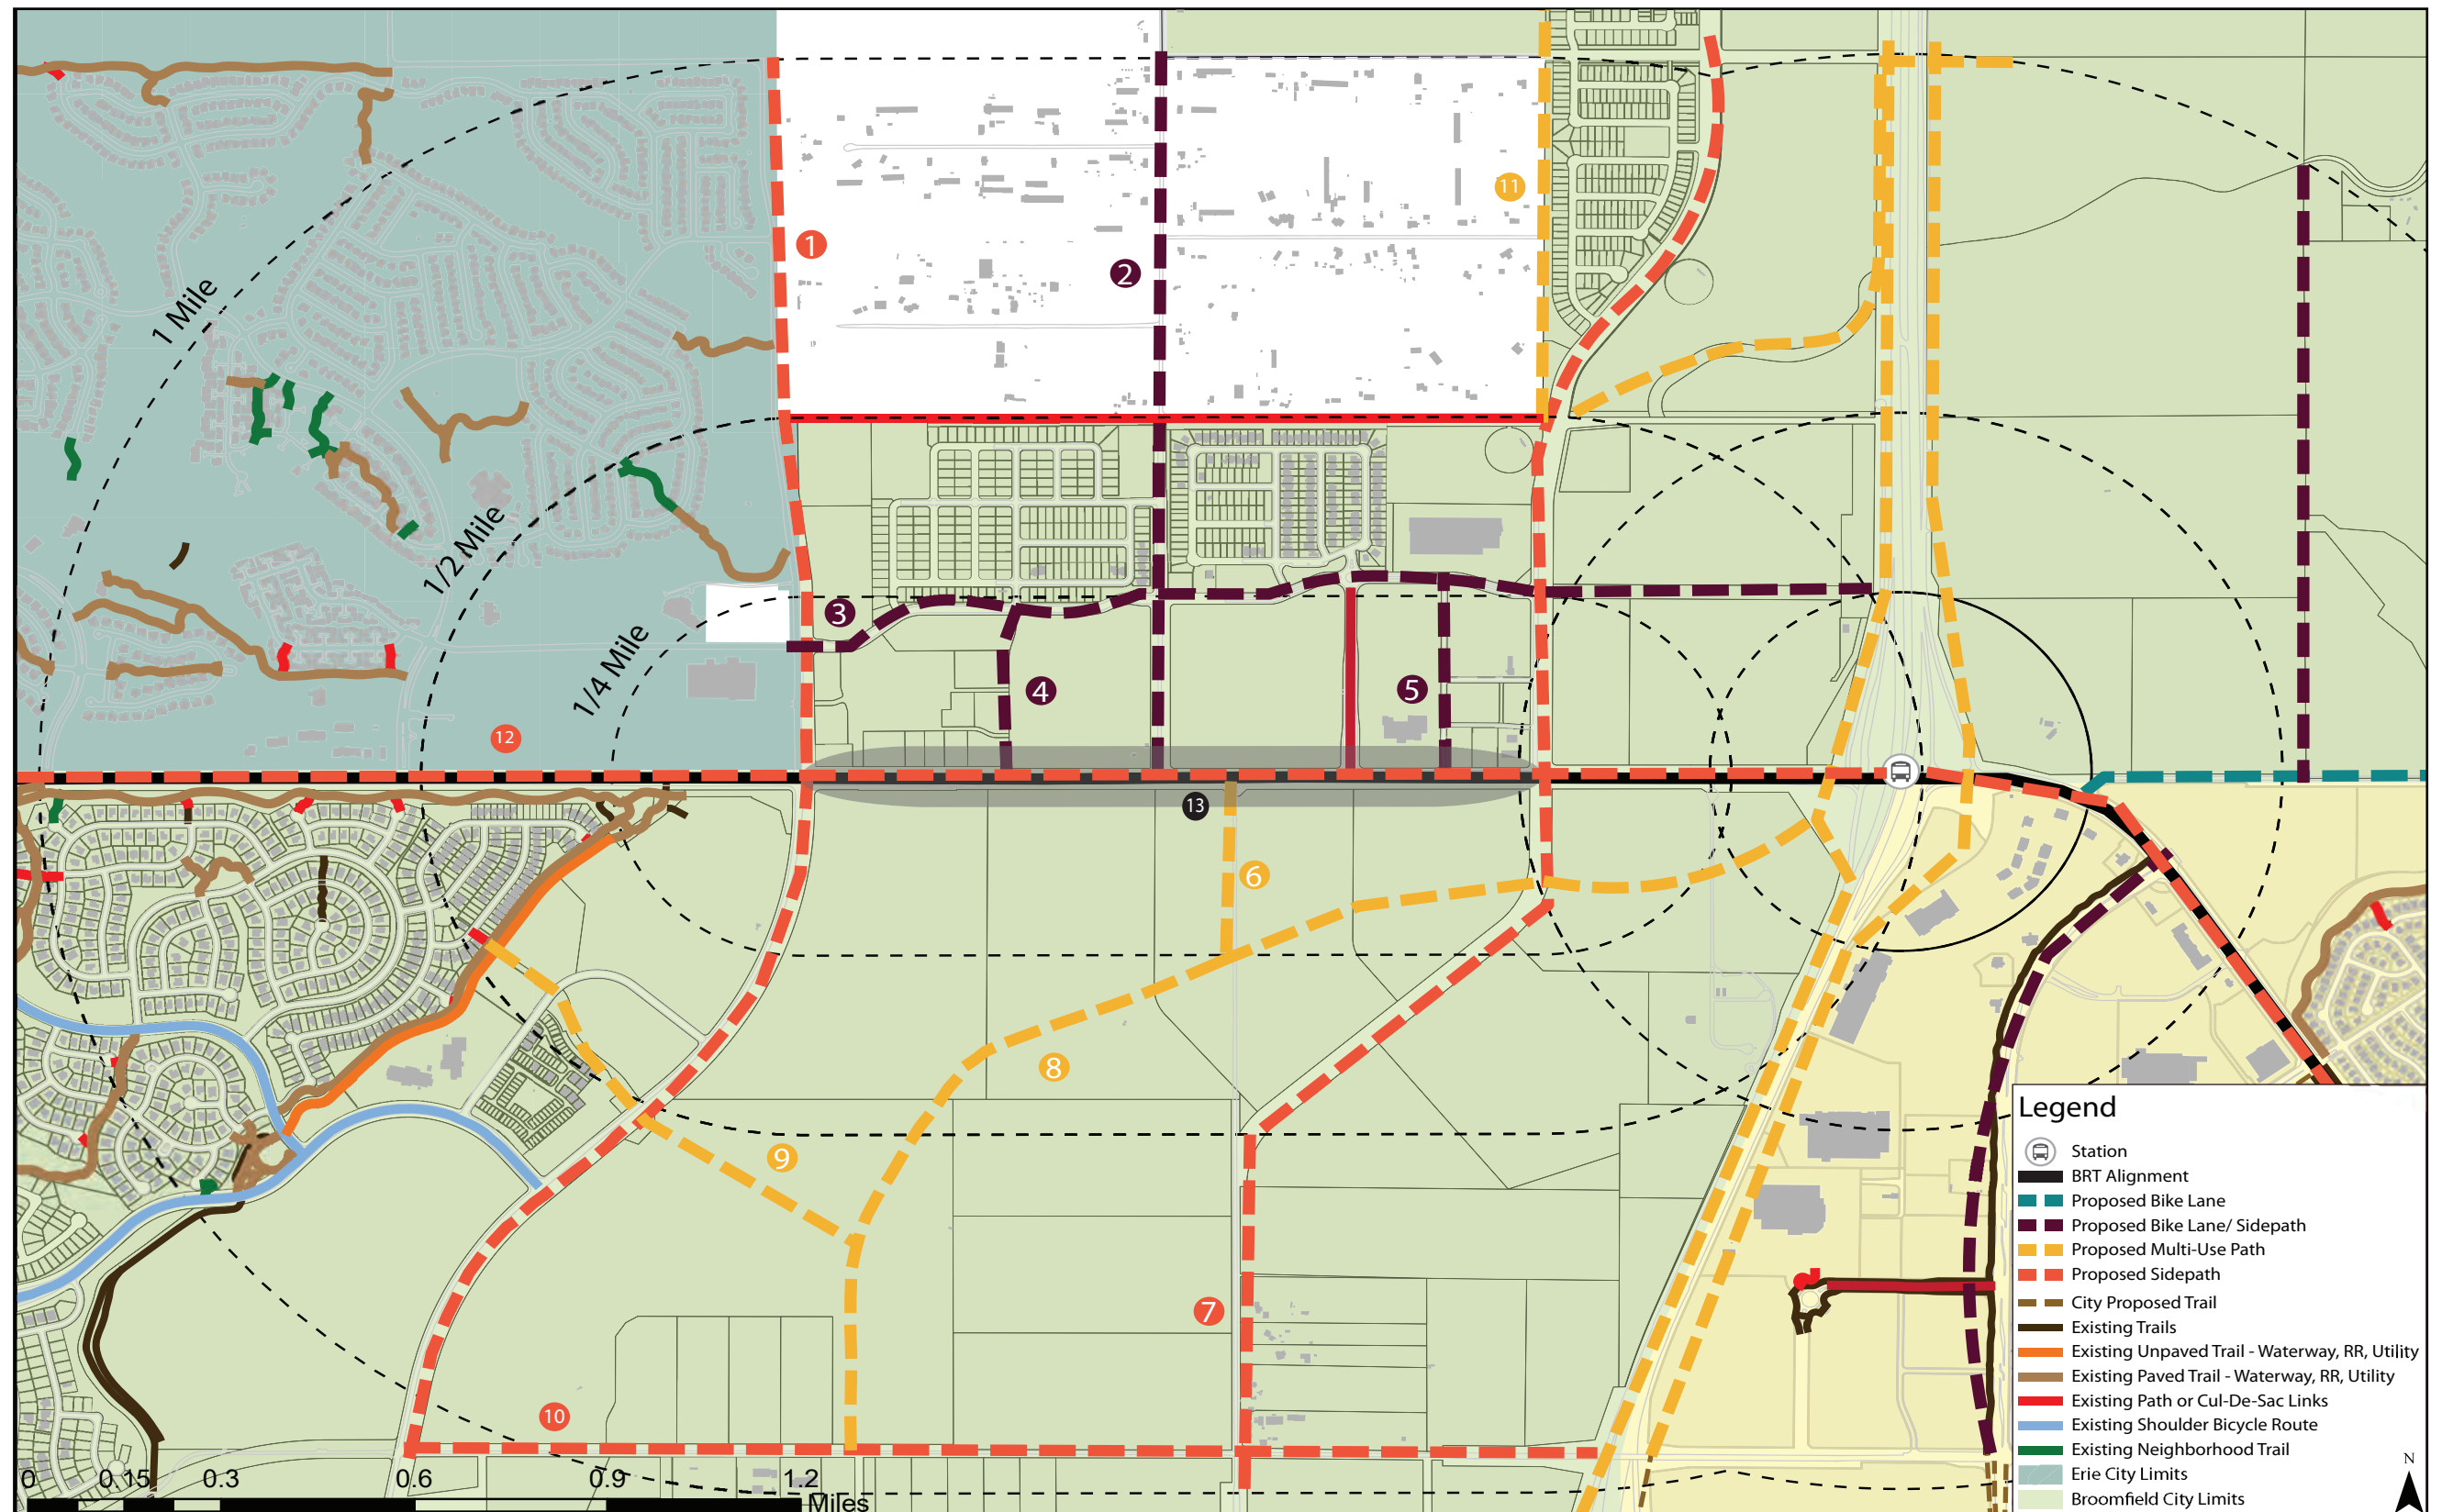 11
1
2
1 Mile
1/2 Mile
3
1/4 Mile
4
5
12
13
6
8
9
7
10
Legend
Station
BRT Alignment
Proposed Bike Lane
Proposed Bike Lane/ Sidepath
Proposed Multi-Use Path
Proposed Sidepath
City Proposed Trail
Existing Trails
Existing Unpaved Trail - Waterway, RR, Utility
Existing Paved Trail - Waterway, RR, Utility
Existing Path or Cul-De-Sac Links
Existing Shoulder Bicycle Route
Existing Neighborhood Trail
Erie City Limits
Broomfield City Limits
N
0 0.15 0.3 0.6 0.9 1.2
Miles